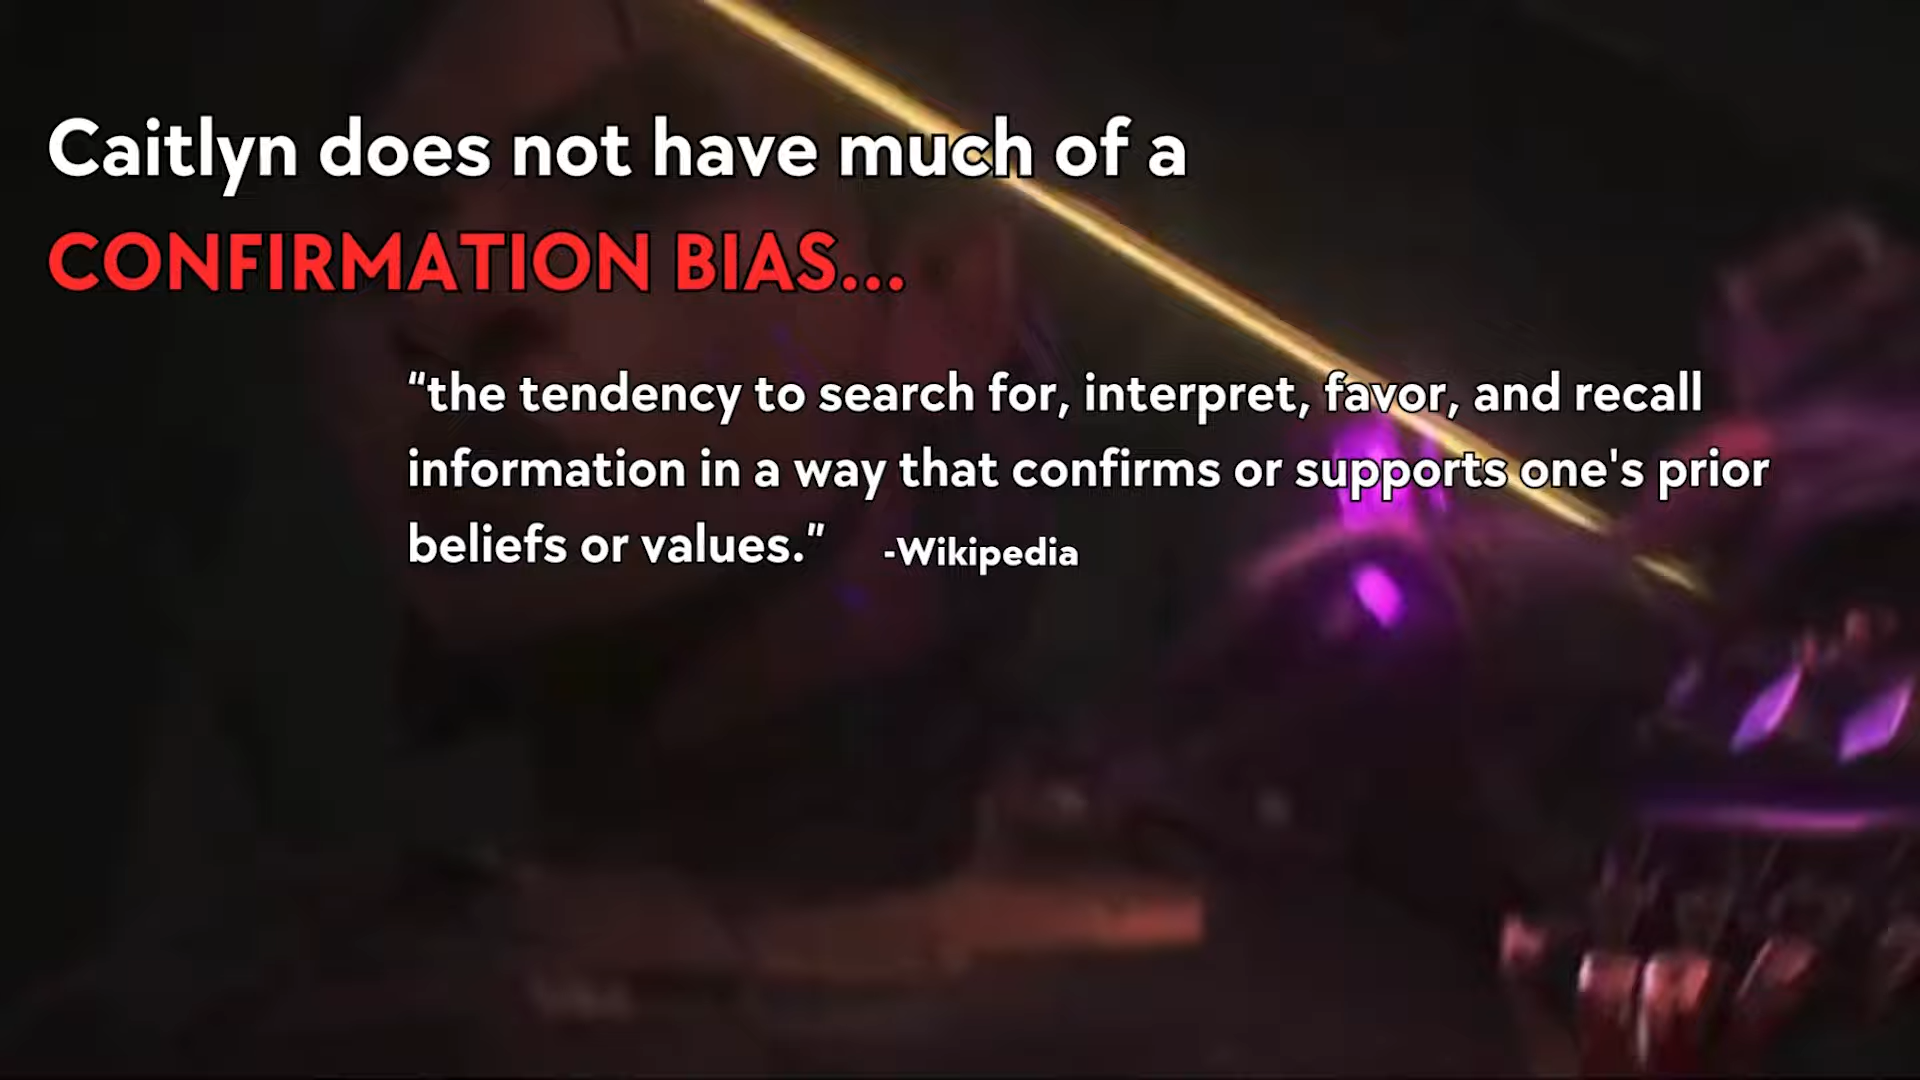 Caitlyn does not have much of a
CONFIRMATION BIAS...
“the tendency to search for, interpret, favor, and recall
information in a way that confirms or supports one's prior
beliefs or values.” -Wikipedia